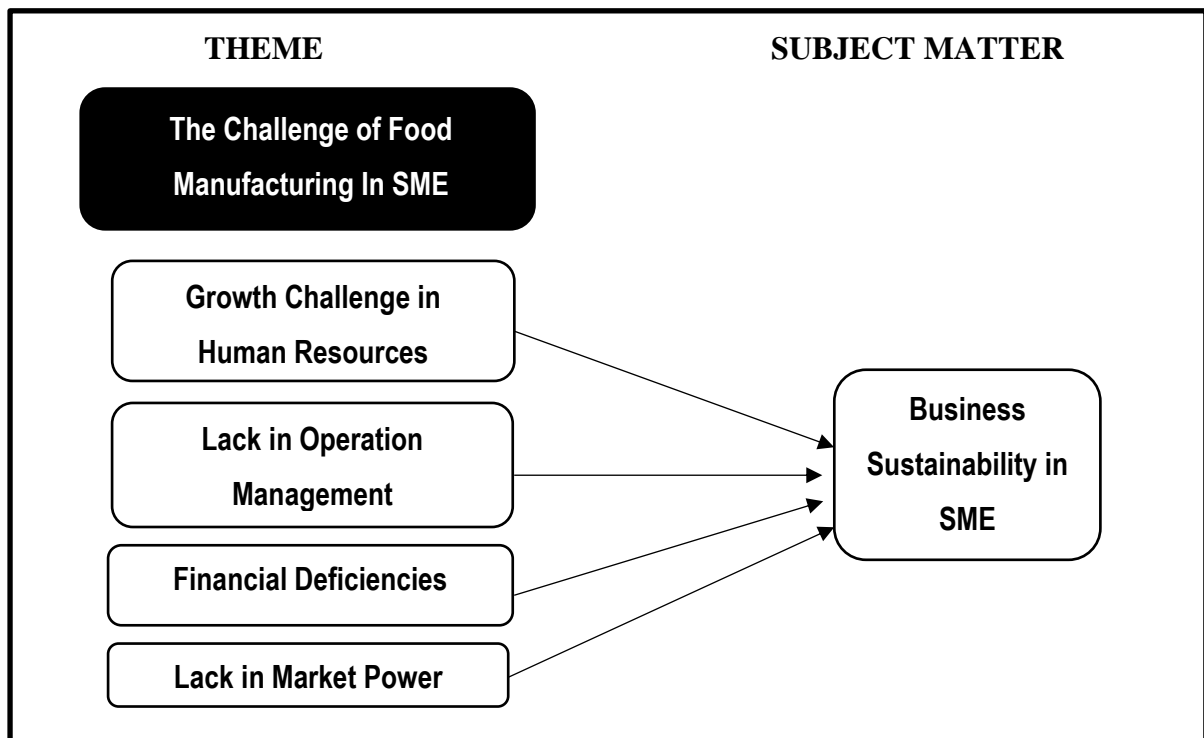 THEME
SUBJECT MATTER
The Challenge of Food
Manufacturing In SME
Growth Challenge in
Human Resources
Lack in Operation
Management
Financial Deficiencies
Lack in Market Power
Business
Sustainability in
SME